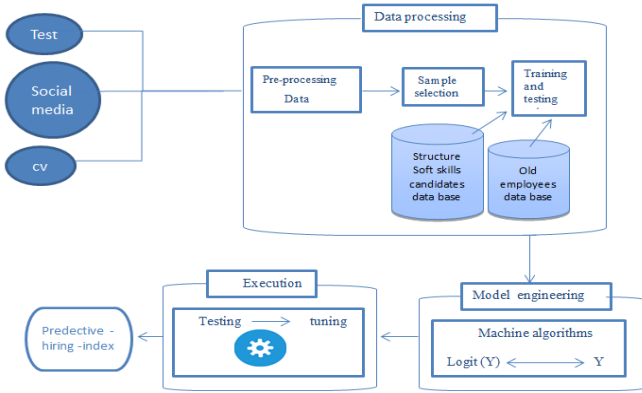 Data processing
Test
Social
media
cv
Pre-processing
Data
Sample
selection
Training
and
testing
Structure
Soft skills
candidates
data base
Old
employees
data base
Execution
Testing
tuning
Model engineering
Machine algorithms
Logit (Y)
Y
Predective -
hiring -index